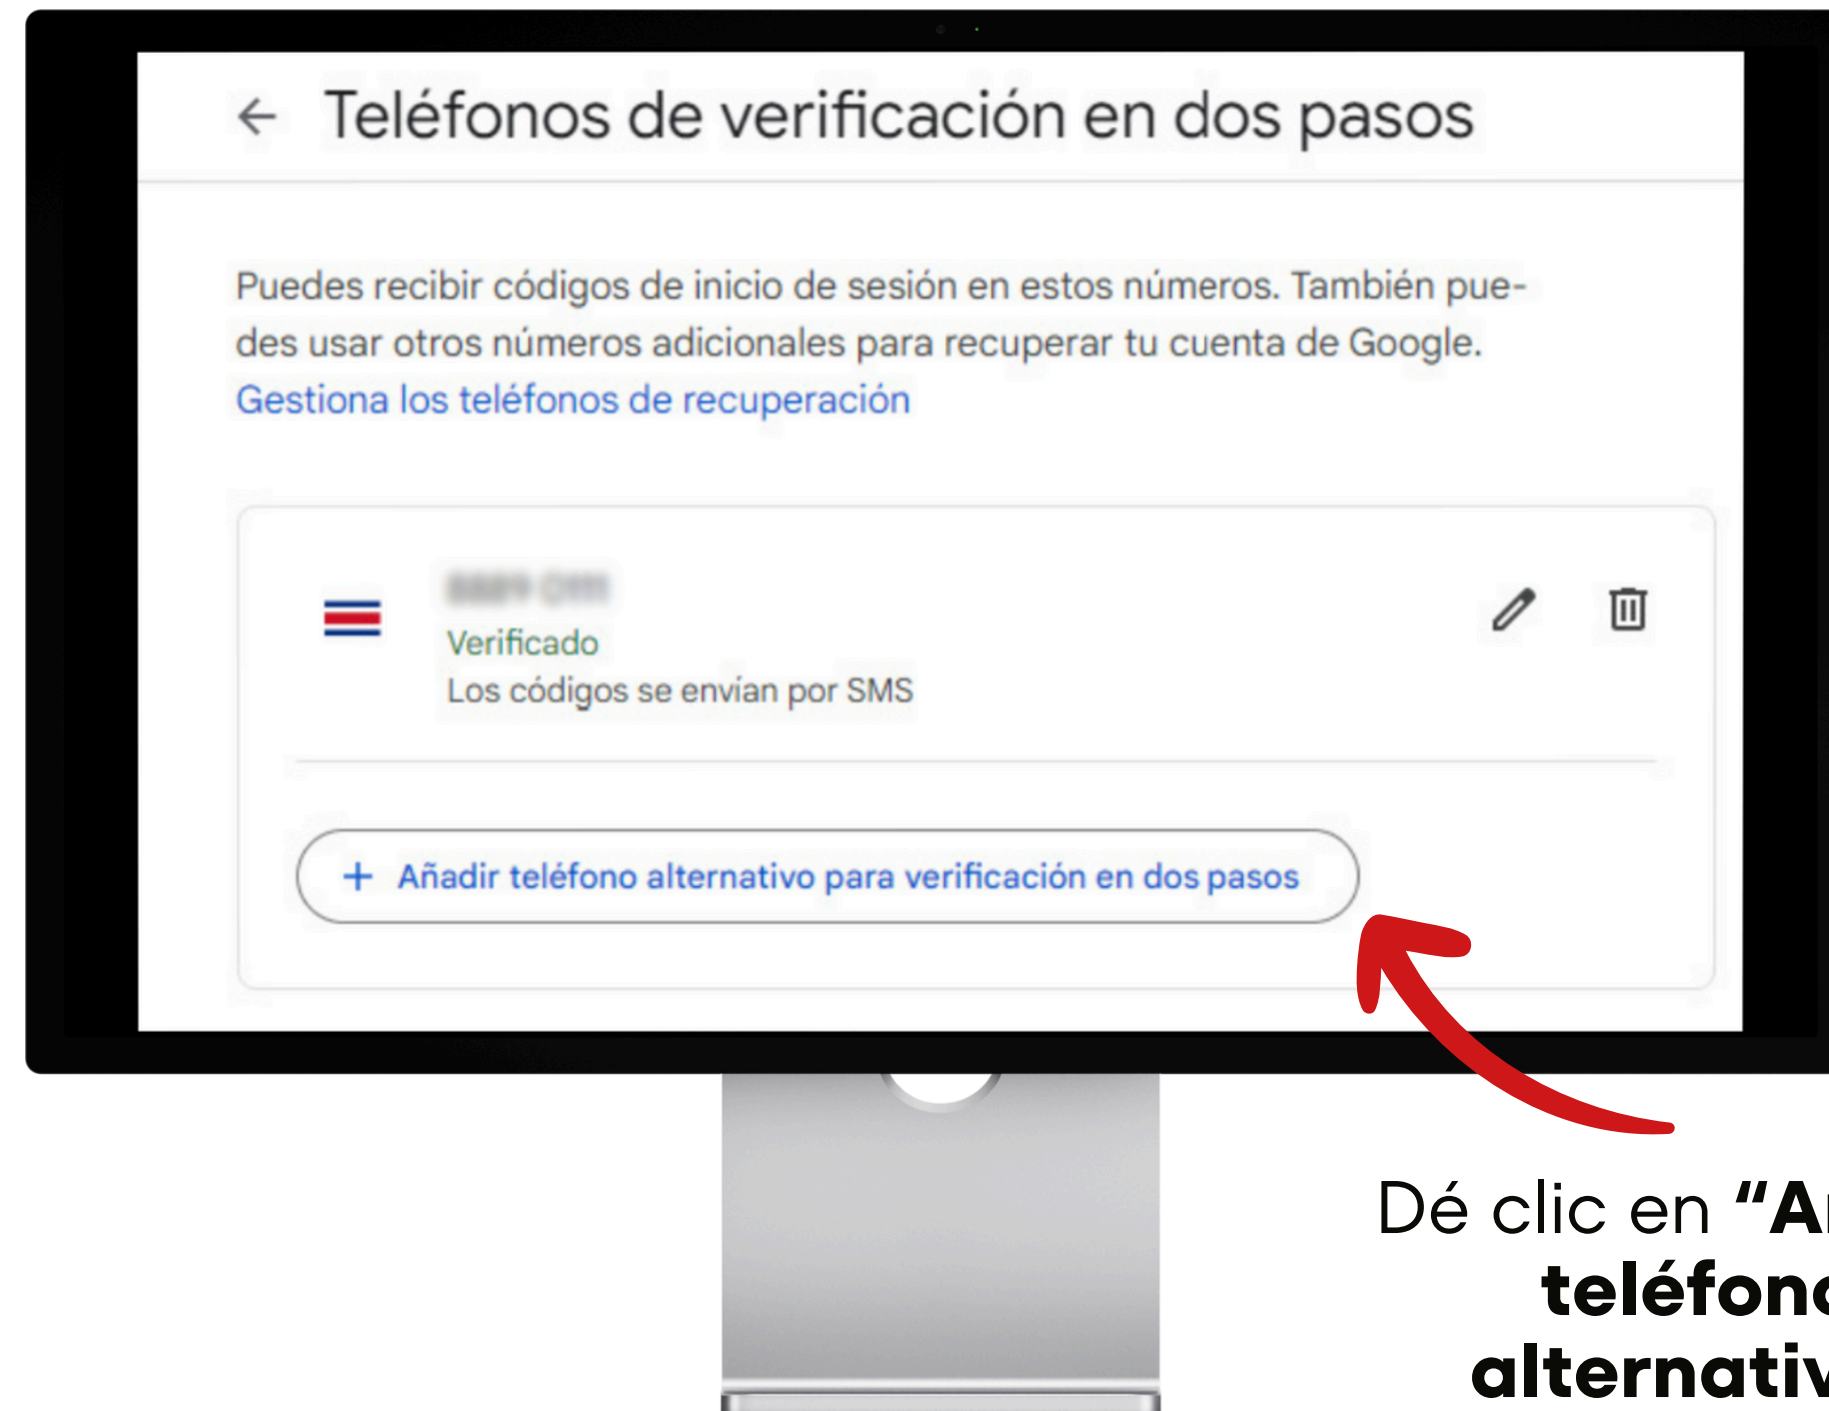 Teléfonos de verificación en dos pasos
Puedes recibir códigos de inicio de sesión en estos números. También pue-
des usar otros números adicionales para recuperar tu cuenta de Google.
Gestiona los teléfonos de recuperación
Verificado
Los códigos se envían por SMS
+ Añadir teléfono alternativo para verificación en dos pasos
Dé clic en